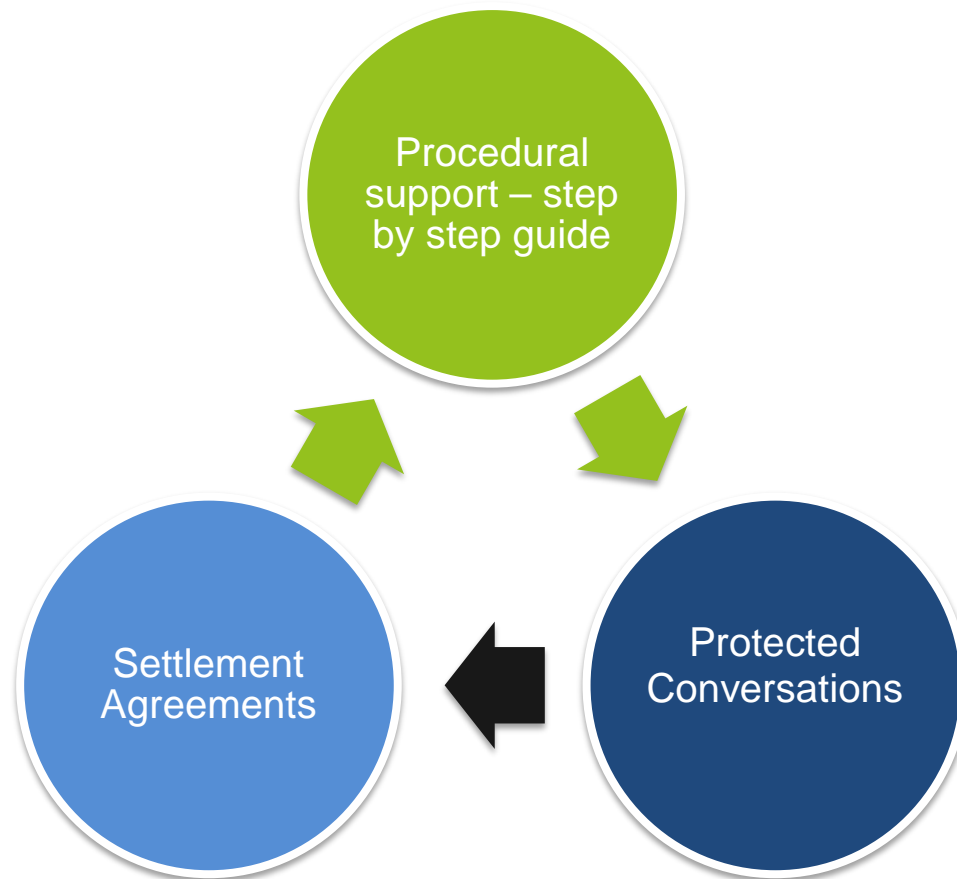 Procedural
support – step
by step guide
Protected
Conversations
Settlement
Agreements